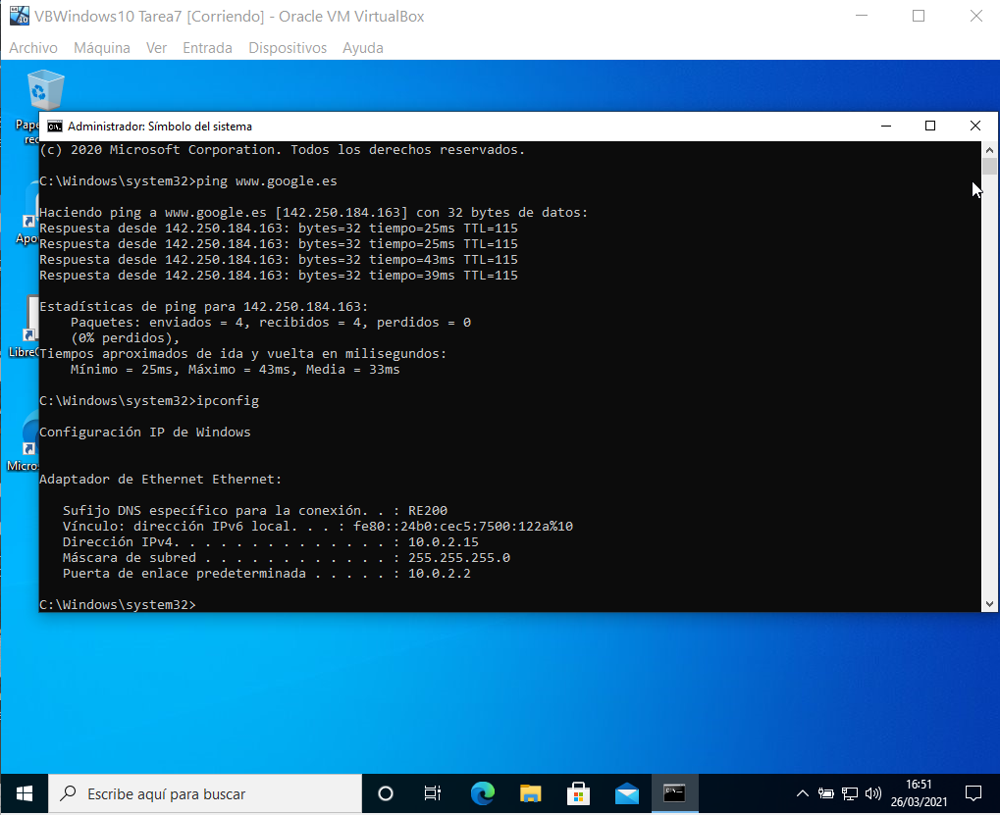 VBWindows10 Tarea7 [Corriendo] - Oracle VM VirtualBox
Archivo Máquina Ver Entrada Dispositivos Ayuda
Administrador: Símbolo del sistema
(c) 2020 Microsoft Corporation. Todos los derechos reservados.
C:\Windows\system32>ping www.google.es
Haciendo ping a www.google.es [142.250.184.163] con 32 bytes de datos:
Respuesta desde 142.250.184.163: bytes=32 tiempo=25ms TTL=115
Respuesta desde 142.250.184.163: bytes=32 tiempo=25ms TTL=115
Respuesta desde 142.250.184.163: bytes=32 tiempo=43ms TTL=115
Respuesta desde 142.250.184.163: bytes=32 tiempo=39ms TTL=115
Estadísticas de ping para 142.250.184.163:
Paquetes: enviados = 4, recibidos = 4, perdidos = 0
(0% perdidos),
Tiempos aproximados de ida y vuelta en milisegundos:
Mínimo = 25ms, Máximo = 43ms, Media = 33ms
C:\Windows\system32>ipconfig
Configuración IP de Windows
Adaptador de Ethernet Ethernet:
Sufijo DNS específico para la conexión. . : RE200
Vínculo: dirección IPv6 local. . . : fe80::24b0:cec5:7500:122a%10
Dirección IPv4. . . . . . . . . . . . . . : 10.0.2.15
Máscara de subred . . . . . . . . . . . . : 255.255.255.0
Puerta de enlace predeterminada . . . . . : 10.0.2.2
C:\Windows\system32>
Escribe aquí para buscar
16:51
26/03/2021